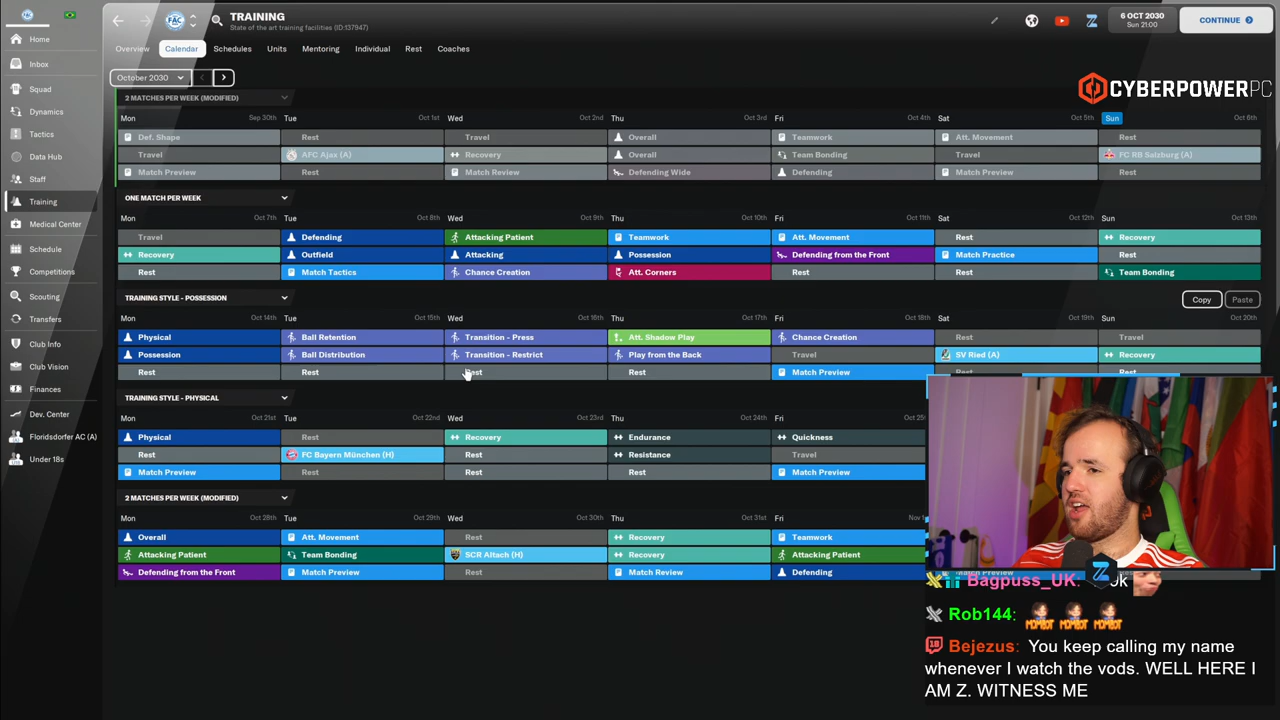 TRAINING
State of the art training facilities (ID:137947)
6 OCT 2030
Sun 21:00
CONTINUE
Home
Inbox
Squad
Dynamics
Tactics
Data Hub
Staff
Training
Medical Center
Schedule
Competitions
Scouting
Transfers
Club Info
Club Vision
Finances
Dev. Center
Floridsdorfer AC (A)
Under 18s
Overview Calendar Schedules Units Mentoring Individual Rest Coaches
October 2030
CYBERPOWERPC
2 MATCHES PER WEEK (MODIFIED)
Mon Sep 30th Tue Oct 1st Wed Oct 2nd Thu Oct 3rd Fri Oct 4th Sat Oct 5th Sun Oct 6th
Def. Shape Rest Travel Overall Teamwork Att. Movement Rest
Travel AFC Ajax (A) Recovery Overall Team Bonding Travel FC RB Salzburg (A)
Match Preview Rest Match Review Defending Wide Defending Match Preview Rest
ONE MATCH PER WEEK
Mon Oct 7th Tue Oct 8th Wed Oct 9th Thu Oct 10th Fri Oct 11th Sat Oct 12th Sun Oct 13th
Travel Defending Attacking Patient Teamwork Att. Movement Rest Recovery
Recovery Outfield Attacking Possession Defending from the Front Match Practice Rest
Rest Match Tactics Chance Creation Att. Corners Rest Rest Team Bonding
TRAINING STYLE - POSSESSION
Copy Paste
Mon Oct 14th Tue Oct 15th Wed Oct 16th Thu Oct 17th Fri Oct 18th Sat Oct 19th Sun Oct 20th
Physical Ball Retention Transition - Press Att. Shadow Play Chance Creation Rest Travel
Possession Ball Distribution Transition - Restrict Play from the Back Travel SV Ried (A) Recovery
Rest Rest Rest Rest Match Preview
TRAINING STYLE - PHYSICAL
Mon Oct 21st Tue Oct 22nd Wed Oct 23rd Thu Oct 24th Fri
Physical Rest Recovery Endurance Quickness
Rest FC Bayern München (H) Rest Resistance Travel
Match Preview Rest Rest Rest Match Preview
2 MATCHES PER WEEK (MODIFIED)
Mon Oct 28th Tue Oct 29th Wed Oct 30th Thu Oct 31st Fri
Overall Att. Movement Rest Recovery Teamwork
Attacking Patient Team Bonding SCR Altach (H) Recovery Attacking Patient
Defending from the Front Match Preview Rest Match Review Defending
Bagpuss_UK:
Rob144:
Bejezus: You keep calling my name
whenever I watch the vods. WELL HERE I
AM Z. WITNESS ME